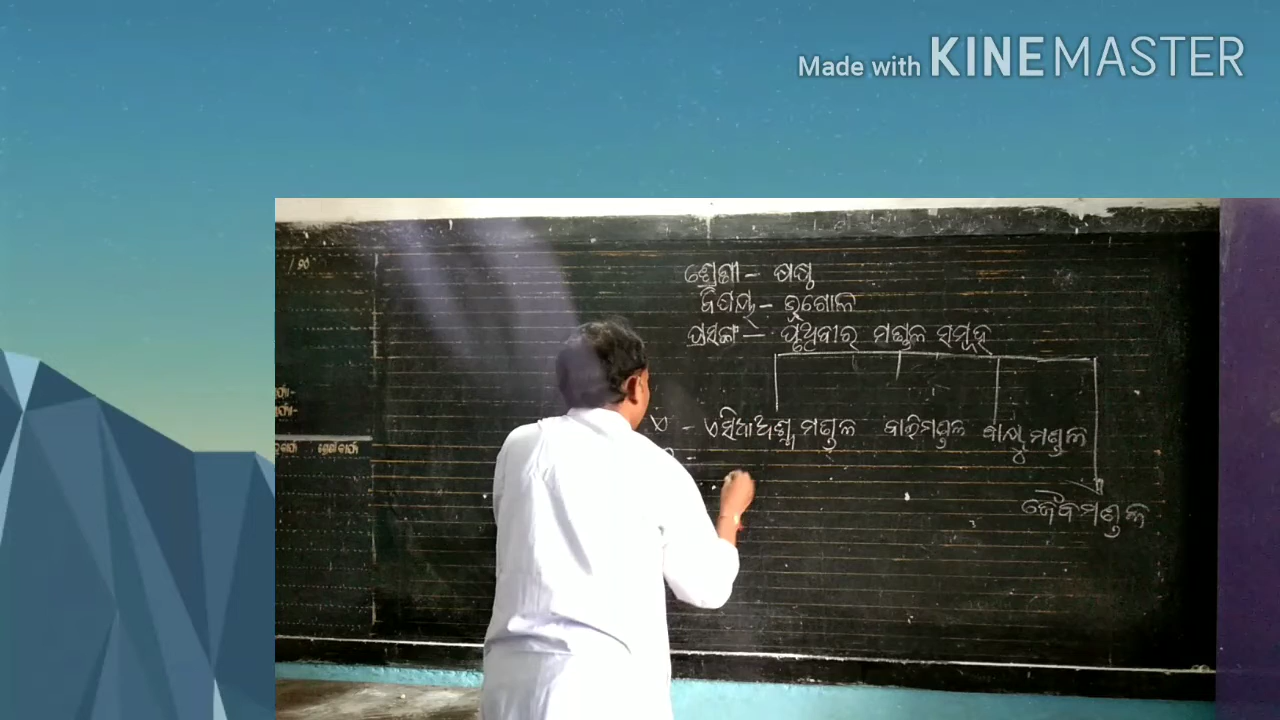 Made with KINEMASTER
ଶ୍ରେଣୀ - ଷଷ୍ଠ
ବିଷୟ - ଭୂଗୋଳ
ପ୍ରସଙ୍ଗ - ପୃଥିବୀର ମଣ୍ଡଳ ସମୂହ
ମଣ୍ଡଳ ବାରିମଣ୍ଡଳ ବାୟୁମଣ୍ଡଳ
ଜୈବମଣ୍ଡଳ